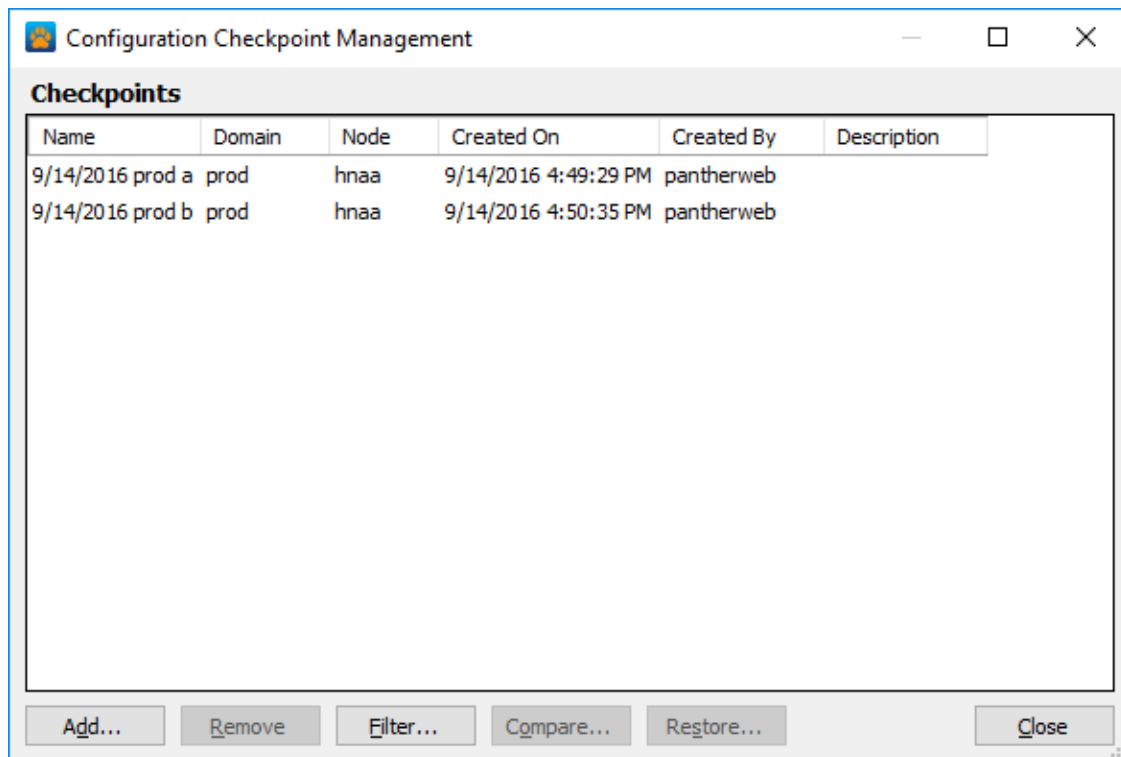 Configuration Checkpoint Management
Checkpoints
Name Domain Node Created On Created By Description
9/14/2016 prod a prod hnaa 9/14/2016 4:49:29 PM pantherweb
9/14/2016 prod b prod hnaa 9/14/2016 4:50:35 PM pantherweb
Add... Remove Filter... Compare... Restore... Close